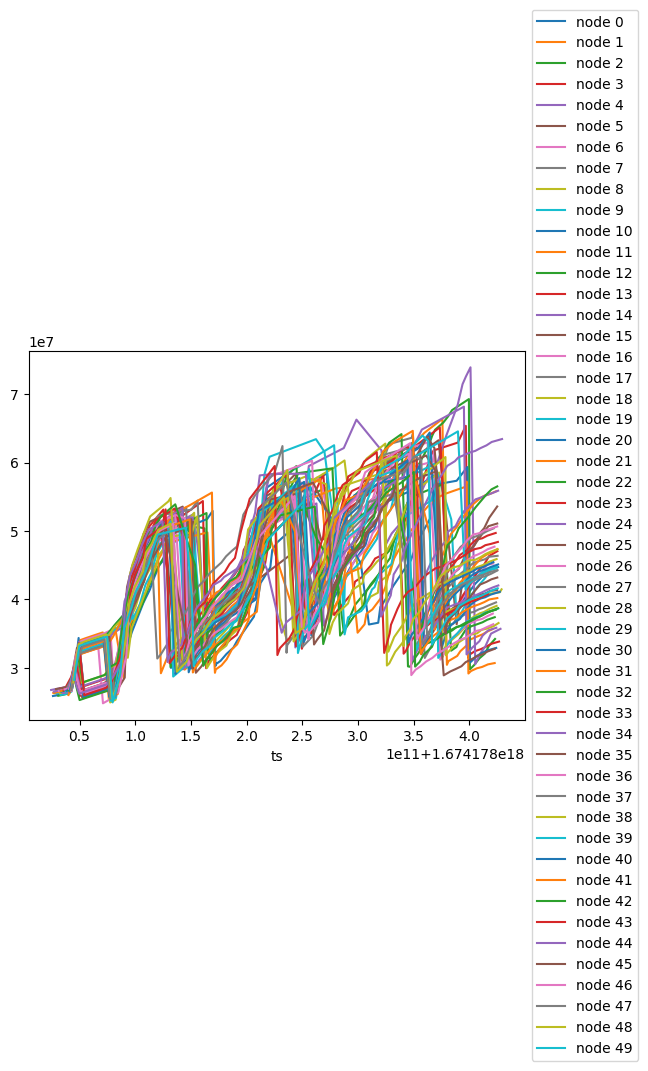 1e7
7
6
5
4
3
0.5 1.0 1.5 2.0 2.5 3.0 3.5 4.0
ts
1e11+1.674178e18
node 0
node 1
node 2
node 3
node 4
node 5
node 6
node 7
node 8
node 9
node 10
node 11
node 12
node 13
node 14
node 15
node 16
node 17
node 18
node 19
node 20
node 21
node 22
node 23
node 24
node 25
node 26
node 27
node 28
node 29
node 30
node 31
node 32
node 33
node 34
node 35
node 36
node 37
node 38
node 39
node 40
node 41
node 42
node 43
node 44
node 45
node 46
node 47
node 48
node 49